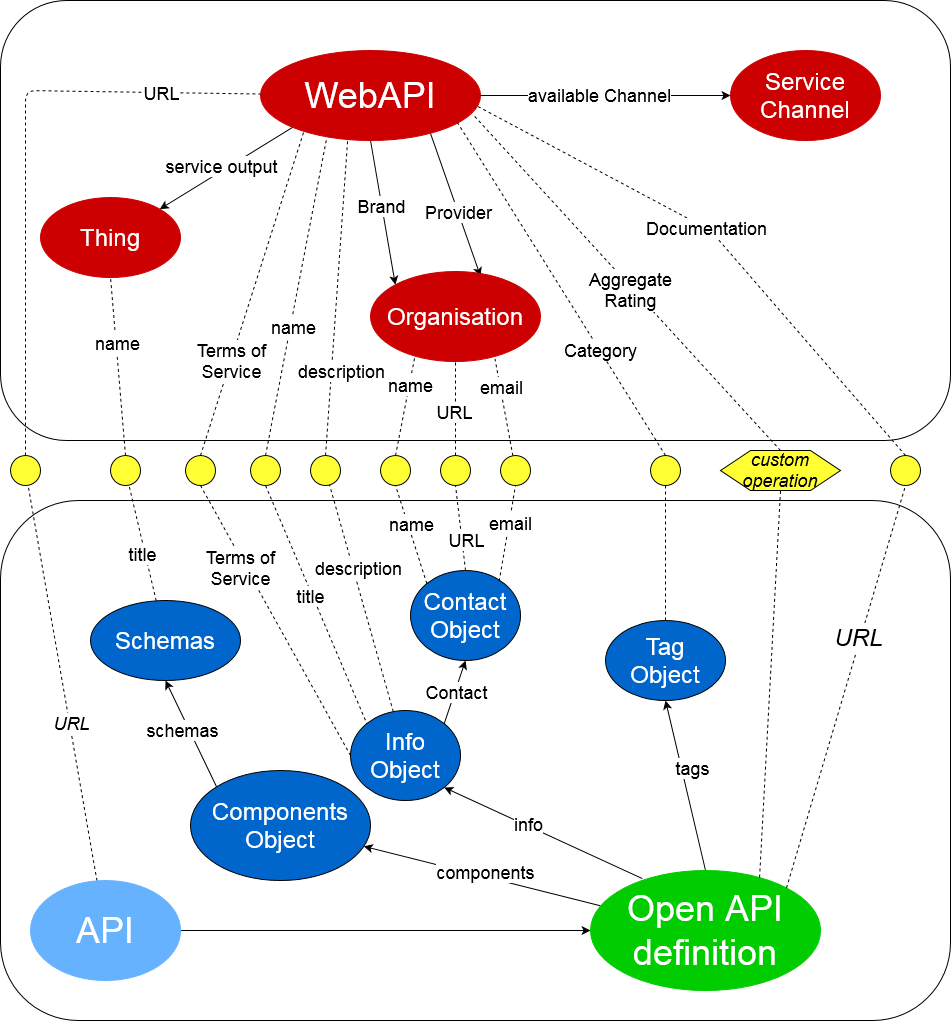 URL
WebAPI
available Channel
Service
Channel
service output
Brand
Provider
Documentation
Thing
Aggregate
Rating
Organisation
name
name
Terms of
Service
description
Category
name
email
URL
custom
operation
name
email
URL
title
Terms of
Service
description
title
Contact
Object
Schemas
Tag
Object
URL
Contact
URL
schemas
Info
Object
tags
Components
Object
info
components
API
Open API
definition